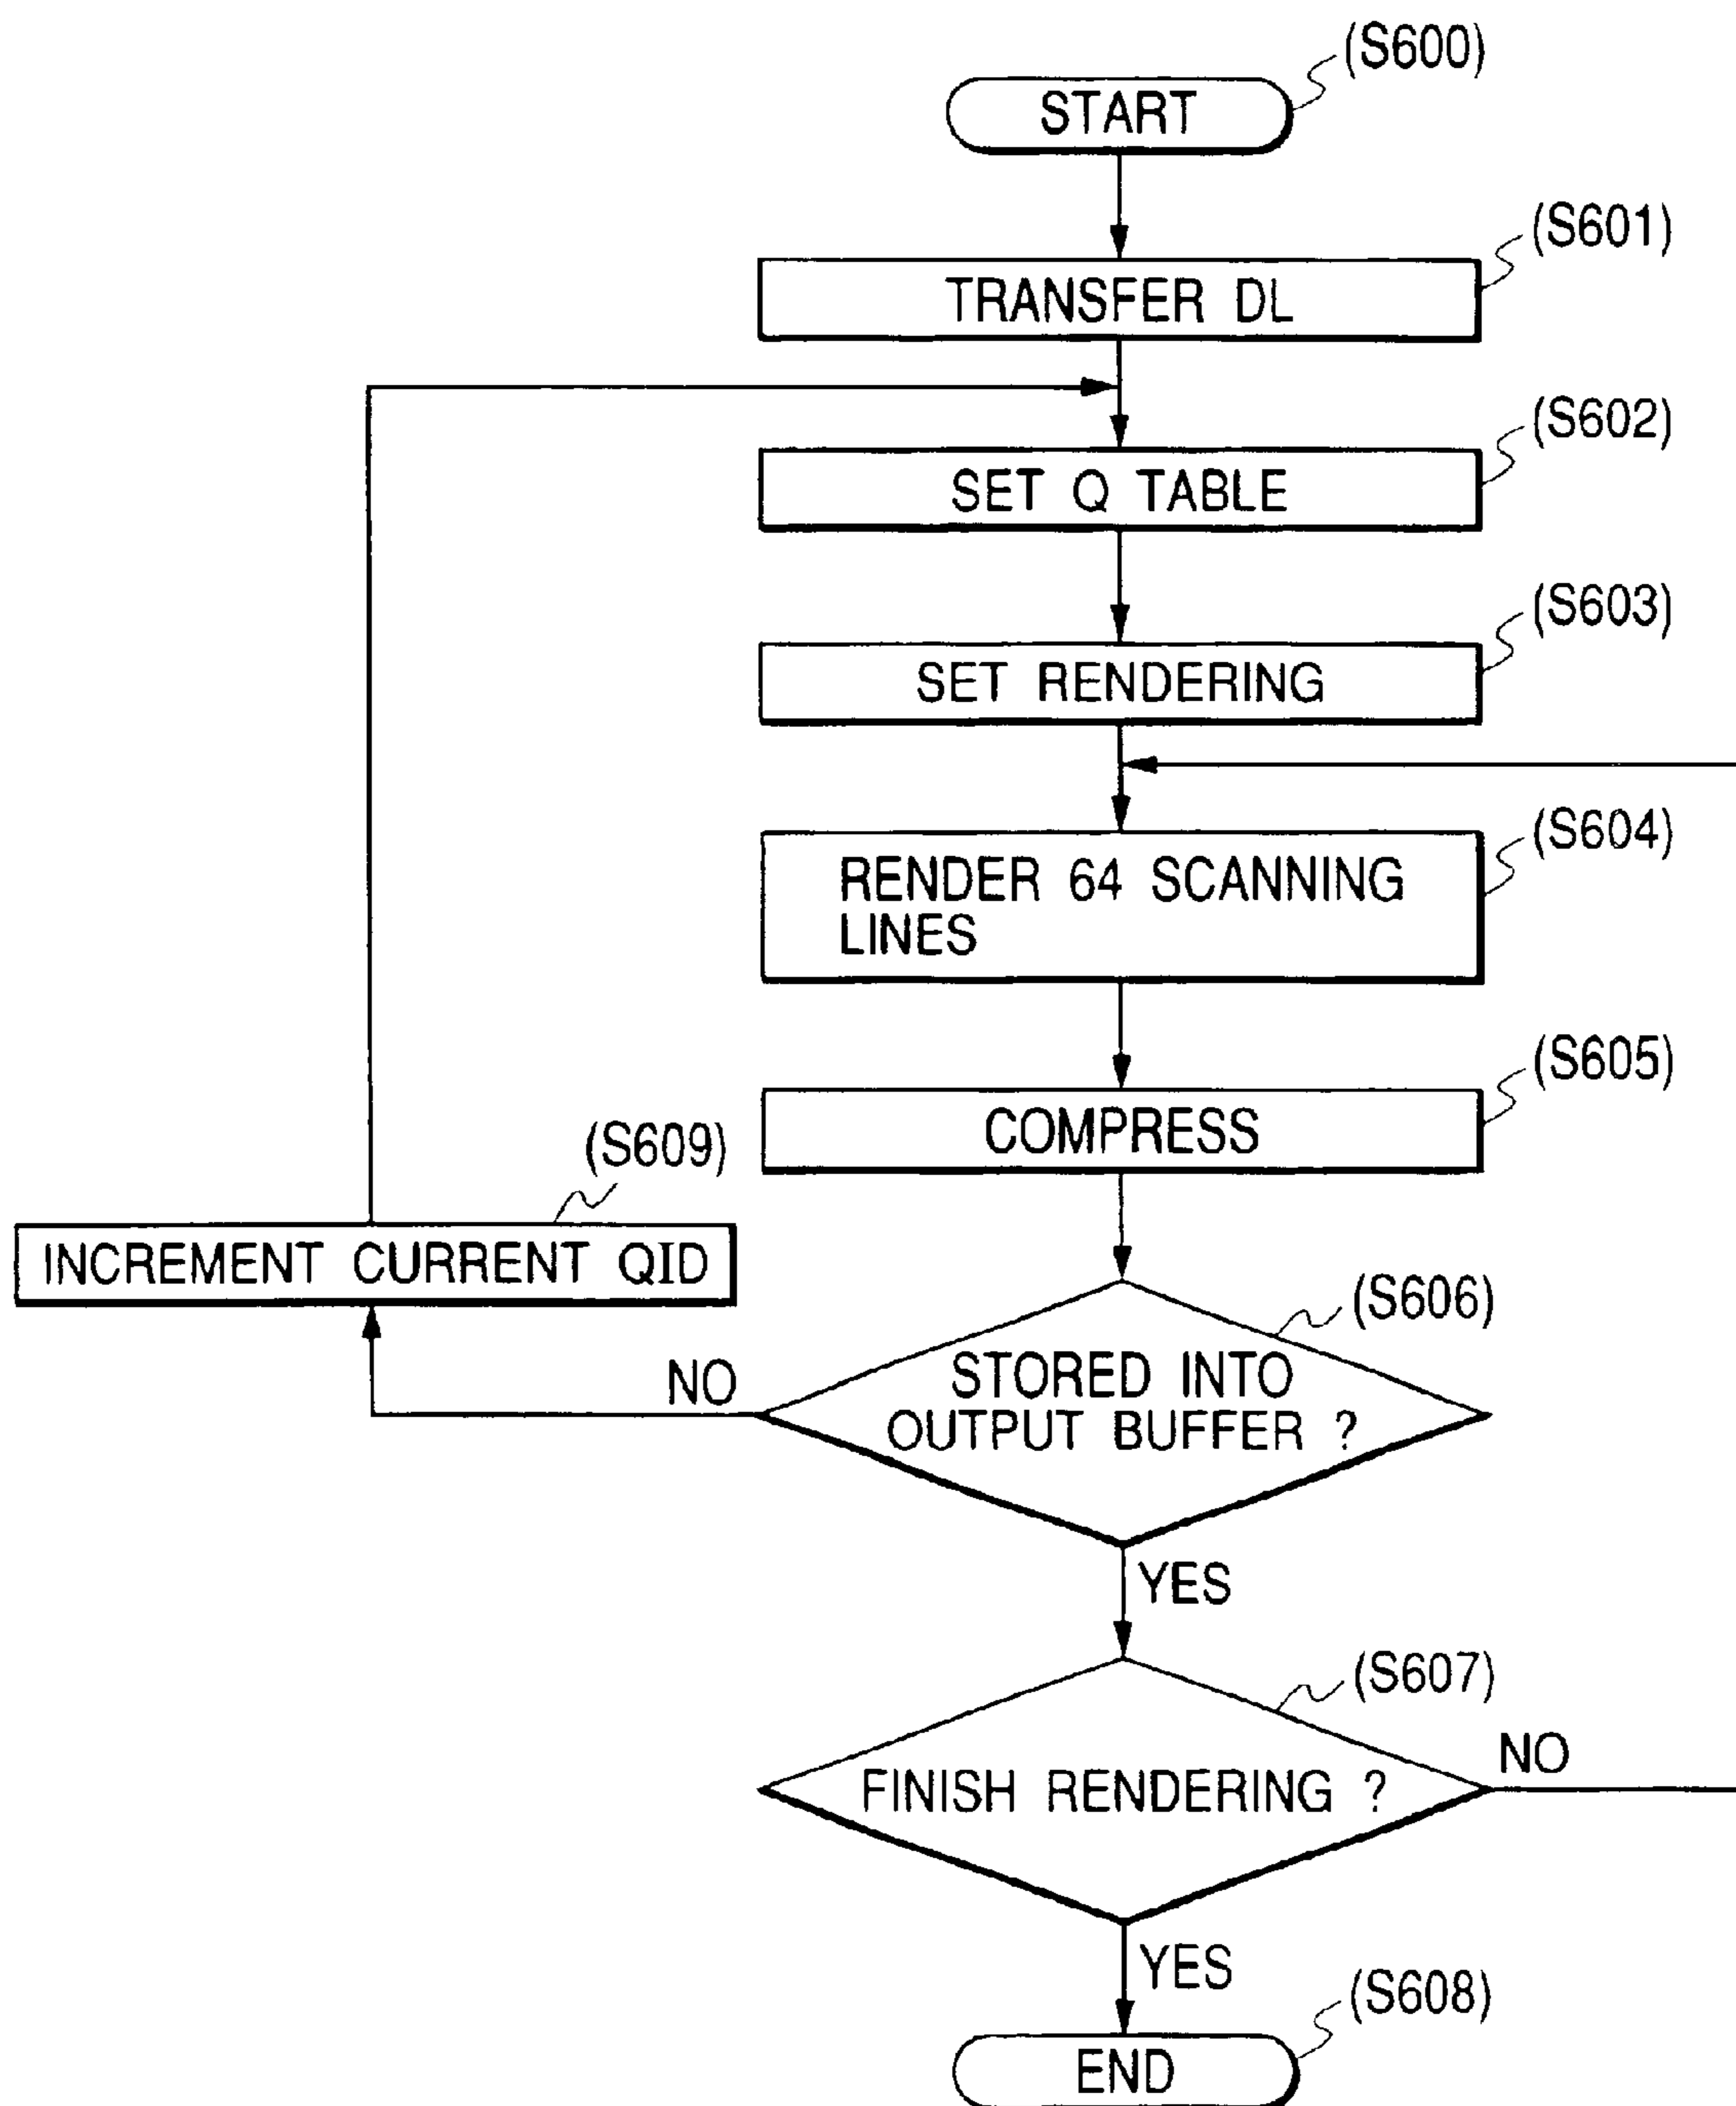 (S600)
START
(S601)
TRANSFER DL
(S602)
SET Q TABLE
(S603)
SET RENDERING
(S604)
RENDER 64 SCANNING
LINES
(S605)
COMPRESS
(S609)
INCREMENT CURRENT QID
(S606)
NO
STORED INTO
OUTPUT BUFFER ?
YES
(S607)
NO
FINISH RENDERING ?
YES
(S608)
END